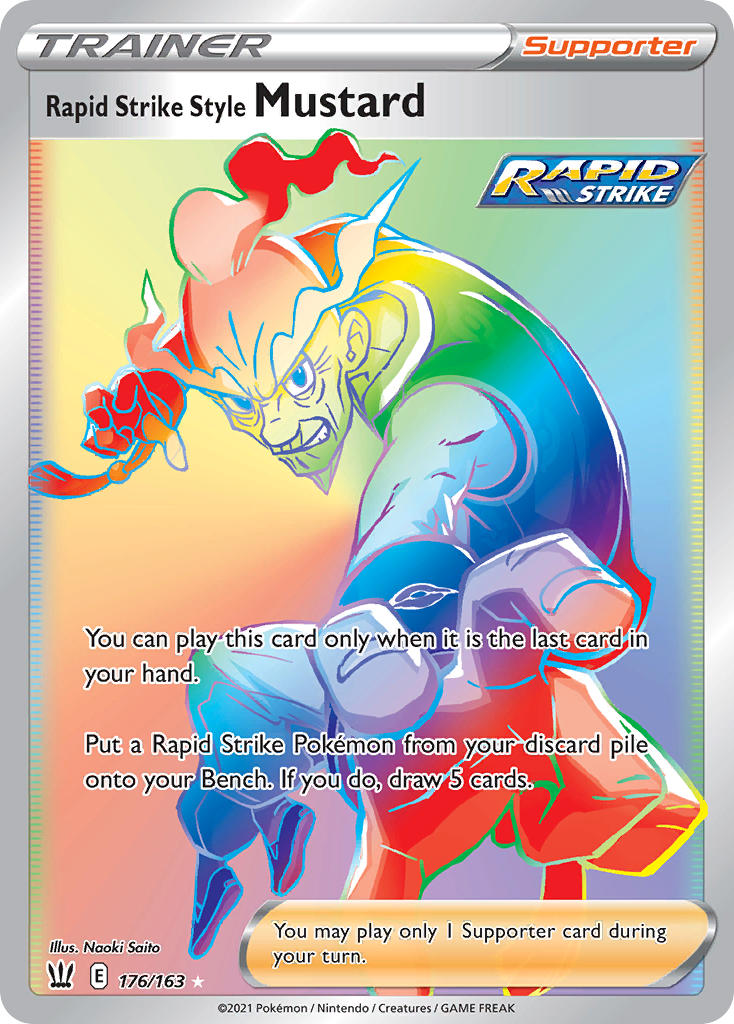 TRAINER
Supporter
Rapid Strike Style Mustard
RAPID
STRIKE
You can play this card only when it is the last card in
your hand.
Put a Rapid Strike Pokémon from your discard pile
onto your Bench. If you do, draw 5 cards.
You may play only 1 Supporter card during
your turn.
Illus. Naoki Saito
E 176/163
©2021 Pokémon / Nintendo / Creatures / GAME FREAK